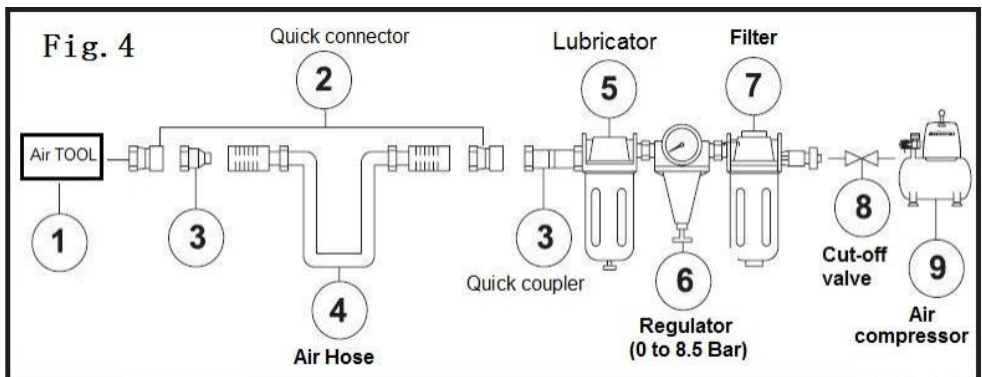 Fig. 4
Quick connector
2
Lubricator
5
Filter
7
Air TOOL
1
3
4
Air Hose
3
Quick coupler
6
Regulator
(0 to 8.5 Bar)
8
Cut-off
valve
9
Air
compressor